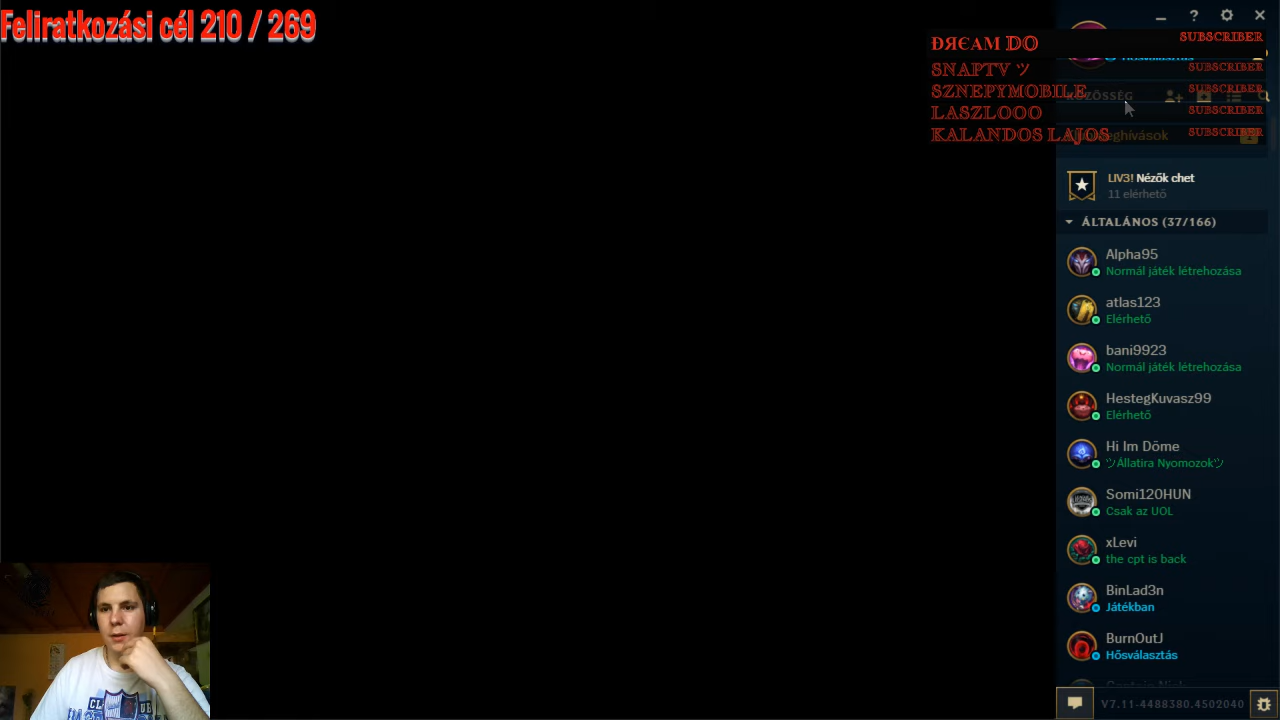 Feliratkozási cél 210 / 269
ĐЯЄAM DO SUBSCRIBER
SNAPTV ツ SUBSCRIBER
SZNEPYMOBILE SUBSCRIBER
KÖZÖSSÉG
LASZLOOO SUBSCRIBER
KALANDOS LAJOS SUBSCRIBER
LIV3! Nézők chet
11 elérhető
ÁLTALÁNOS (37/166)
Alpha95
Normál játék létrehozása
atlas123
Elérhető
bani9923
Normál játék létrehozása
HestegKuvasz99
Elérhető
Hi Im Döme
ツÁllatira Nyomozokツ
Somi120HUN
Csak az UOL
xLevi
the cpt is back
BinLad3n
Játékban
BurnOutJ
Hősválasztás
V7.11-4488380.4502040